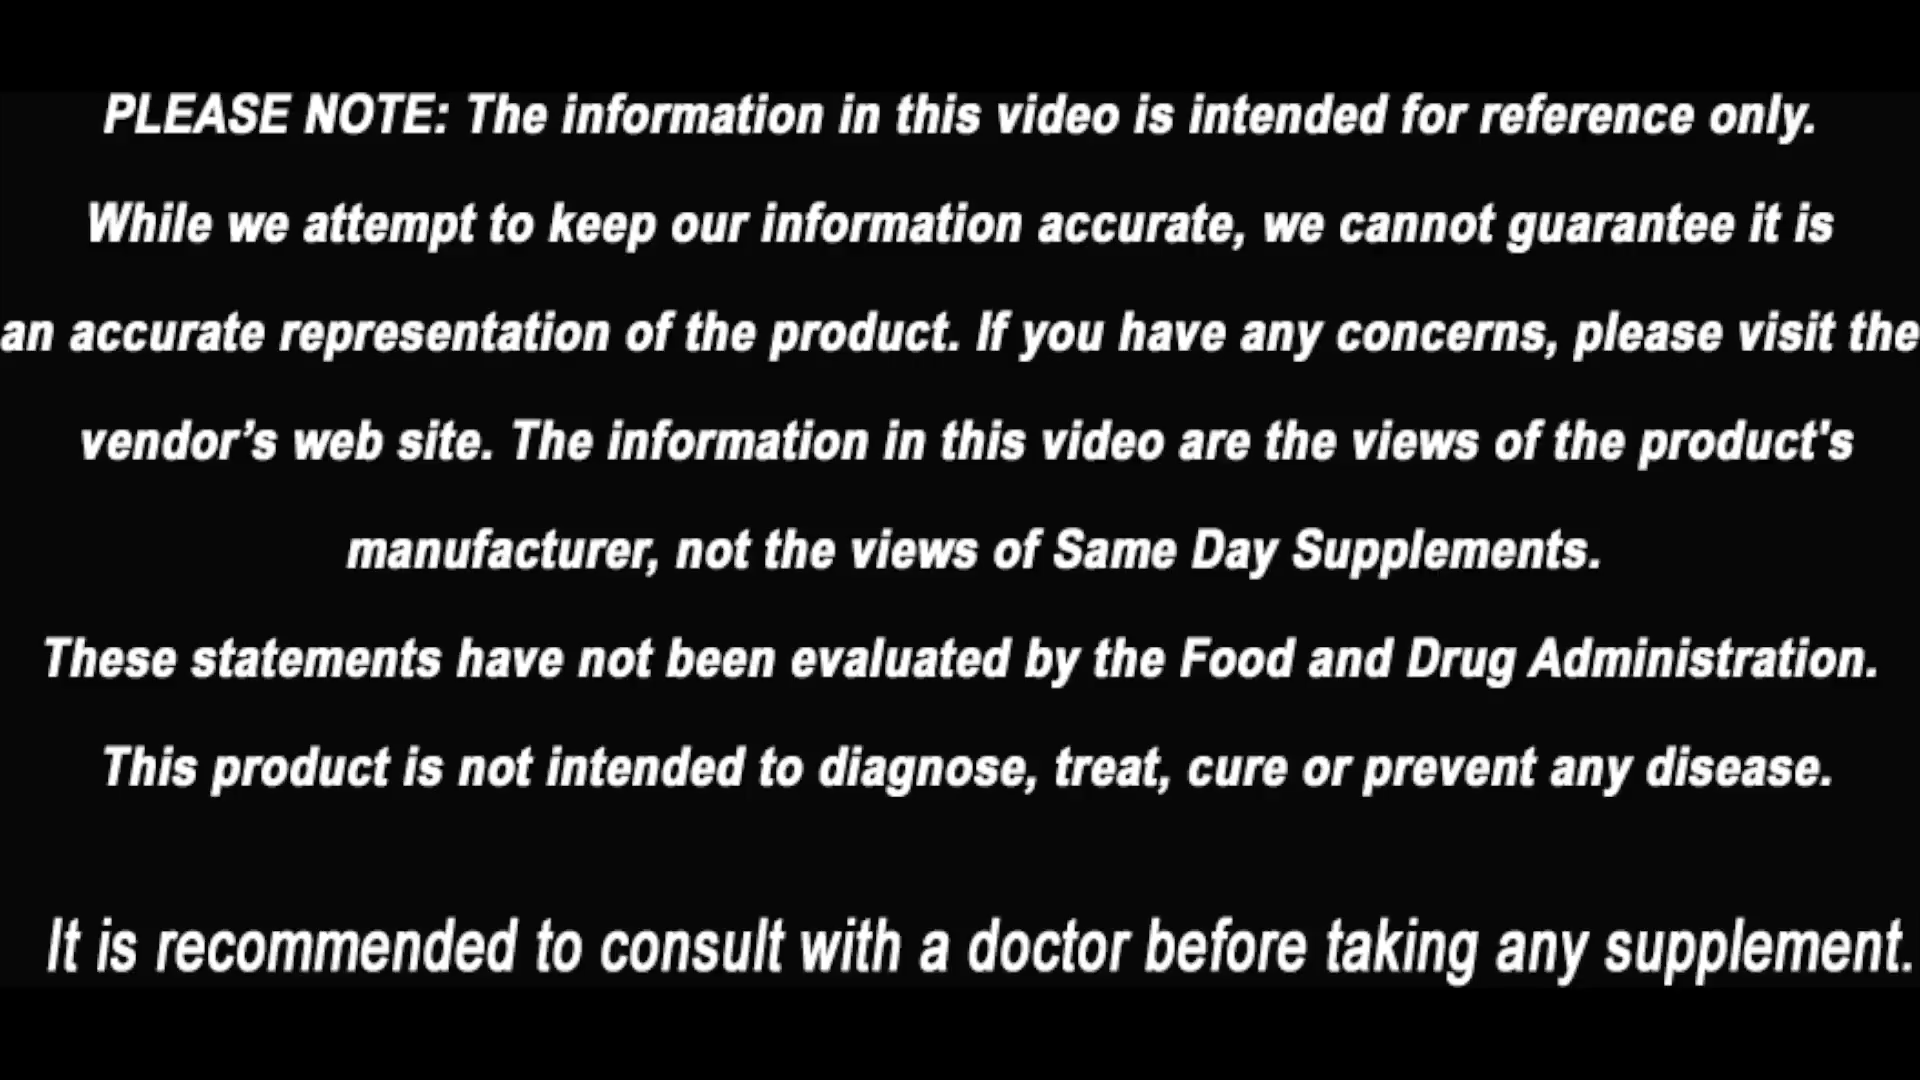 PLEASE NOTE: The information in this video is intended for reference only.
While we attempt to keep our information accurate, we cannot guarantee it is
an accurate representation of the product. If you have any concerns, please visit the
vendor’s web site. The information in this video are the views of the product's
manufacturer, not the views of Same Day Supplements.
These statements have not been evaluated by the Food and Drug Administration.
This product is not intended to diagnose, treat, cure or prevent any disease.
It is recommended to consult with a doctor before taking any supplement.